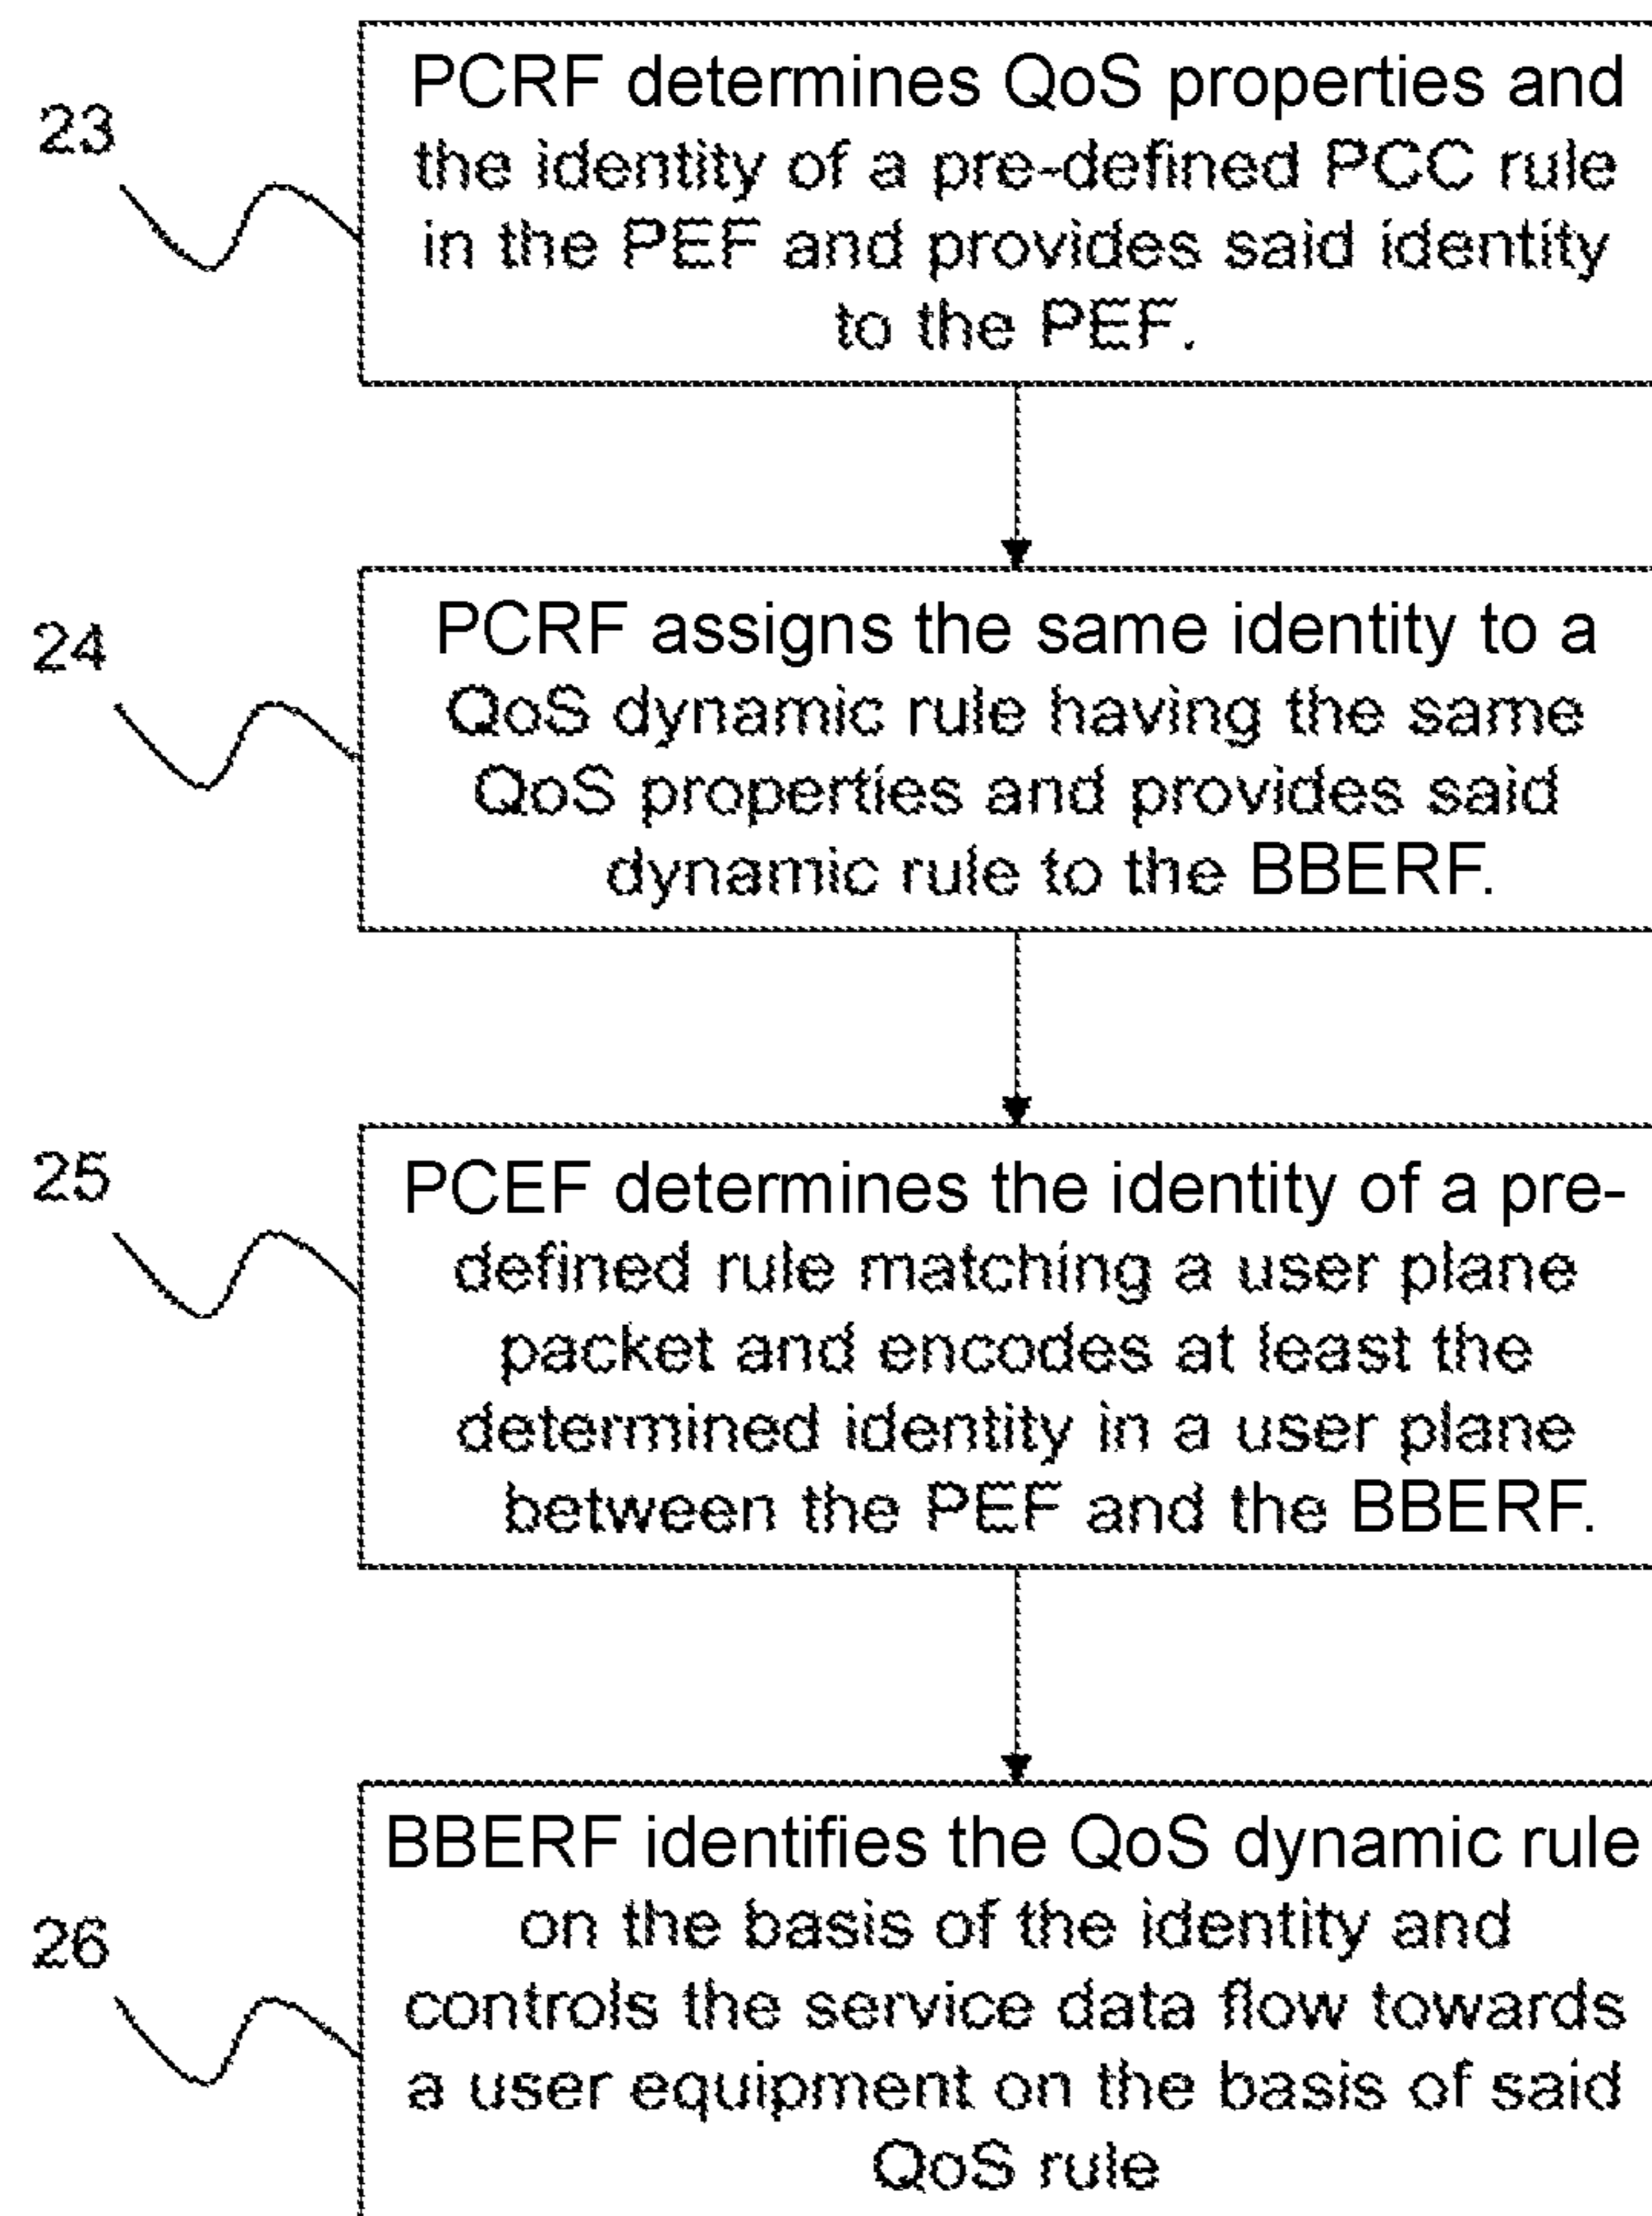 23
PCRF determines QoS properties and
the identity of a pre-defined PCC rule
in the PEF and provides said identity
to the PEF.
24
PCRF assigns the same identity to a
QoS dynamic rule having the same
QoS properties and provides said
dynamic rule to the BBERF.
25
PCEF determines the identity of a pre-
defined rule matching a user plane
packet and encodes at least the
determined identity in a user plane
between the PEF and the BBERF.
26
BBERF identifies the QoS dynamic rule
on the basis of the identity and
controls the service data flow towards
a user equipment on the basis of said
QoS rule